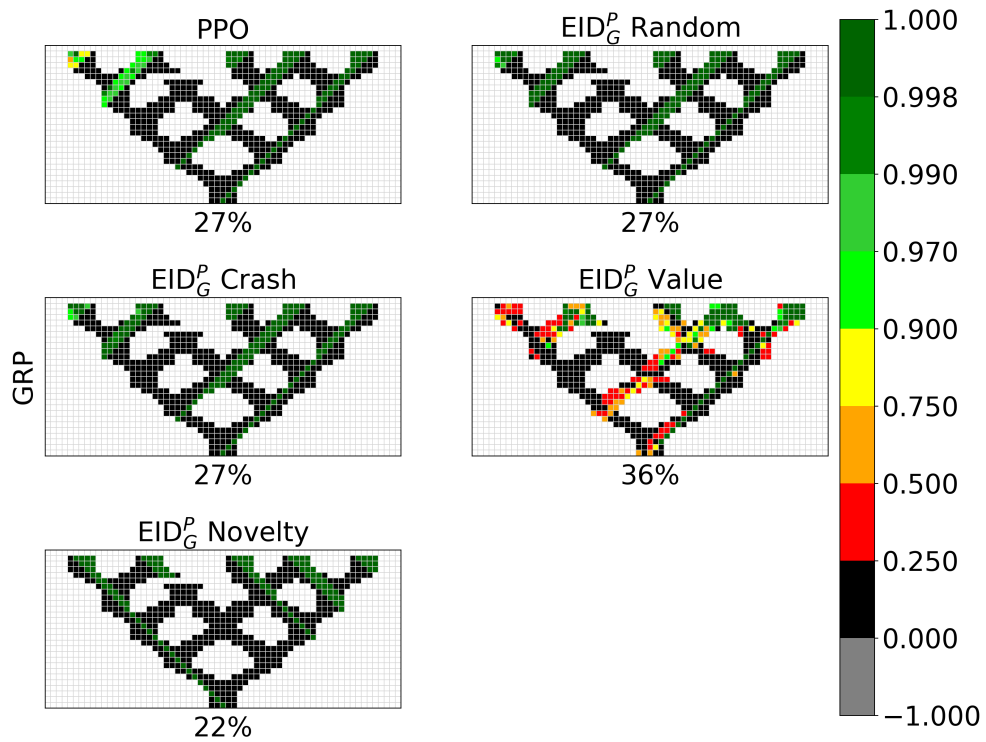 PPO
EID^P_G Random
27%
27%
EID^P_G Crash
EID^P_G Value
GRP
27%
36%
EID^P_G Novelty
22%
1.000
0.998
0.990
0.970
0.900
0.750
0.500
0.250
0.000
−1.000